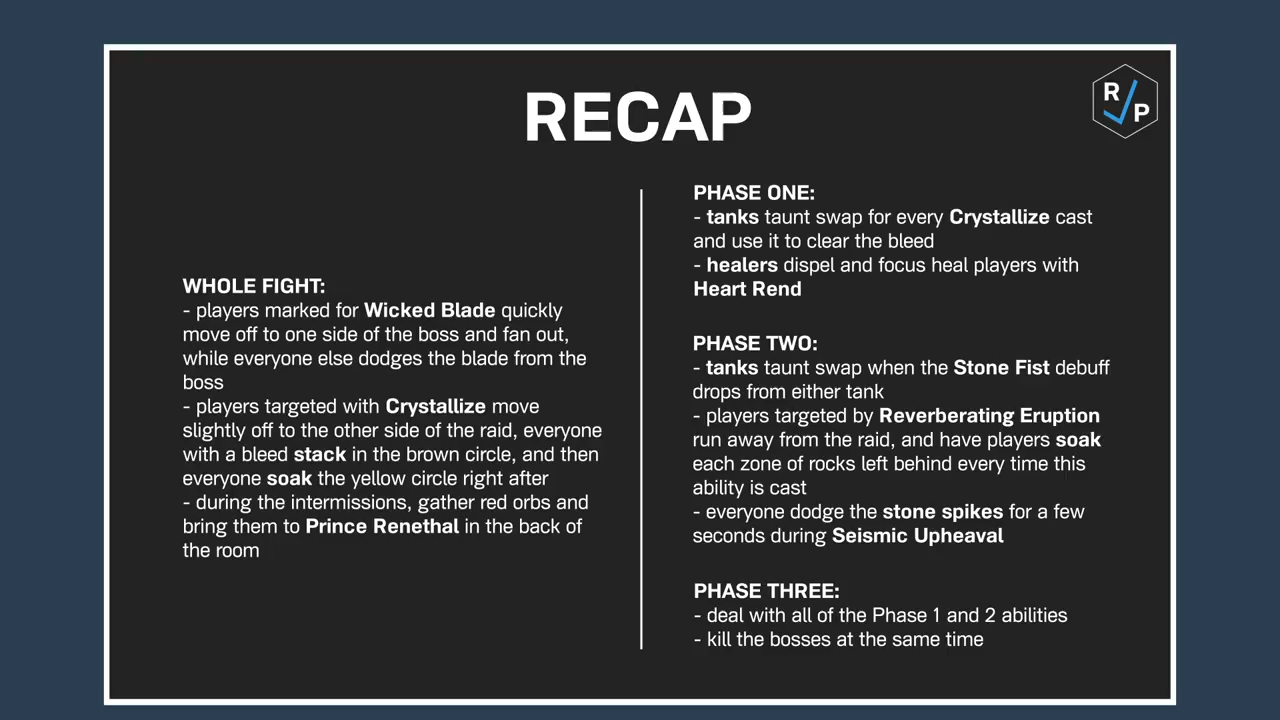 RECAP
R
P
WHOLE FIGHT:
- players marked for Wicked Blade quickly
move off to one side of the boss and fan out,
while everyone else dodges the blade from the
boss
- players targeted with Crystallize move
slightly off to the other side of the raid, everyone
with a bleed stack in the brown circle, and then
everyone soak the yellow circle right after
- during the intermissions, gather red orbs and
bring them to Prince Renethal in the back of
the room
PHASE ONE:
- tanks taunt swap for every Crystallize cast
and use it to clear the bleed
- healers dispel and focus heal players with
Heart Rend
PHASE TWO:
- tanks taunt swap when the Stone Fist debuff
drops from either tank
- players targeted by Reverberating Eruption
run away from the raid, and have players soak
each zone of rocks left behind every time this
ability is cast
- everyone dodge the stone spikes for a few
seconds during Seismic Upheaval
PHASE THREE:
- deal with all of the Phase 1 and 2 abilities
- kill the bosses at the same time